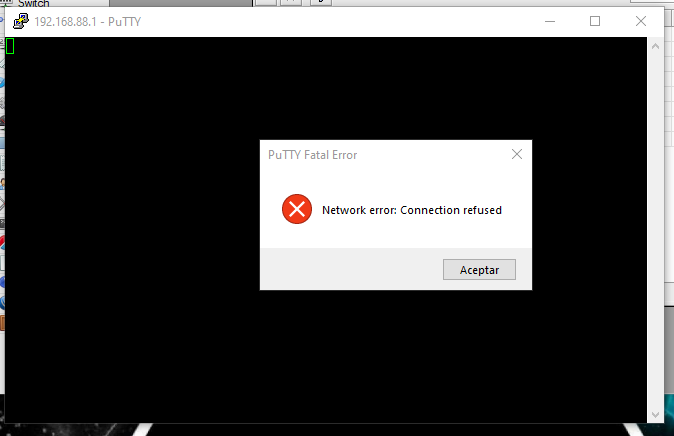 Switch
192.168.88.1 - PuTTY
PuTTY Fatal Error
Network error: Connection refused
Aceptar